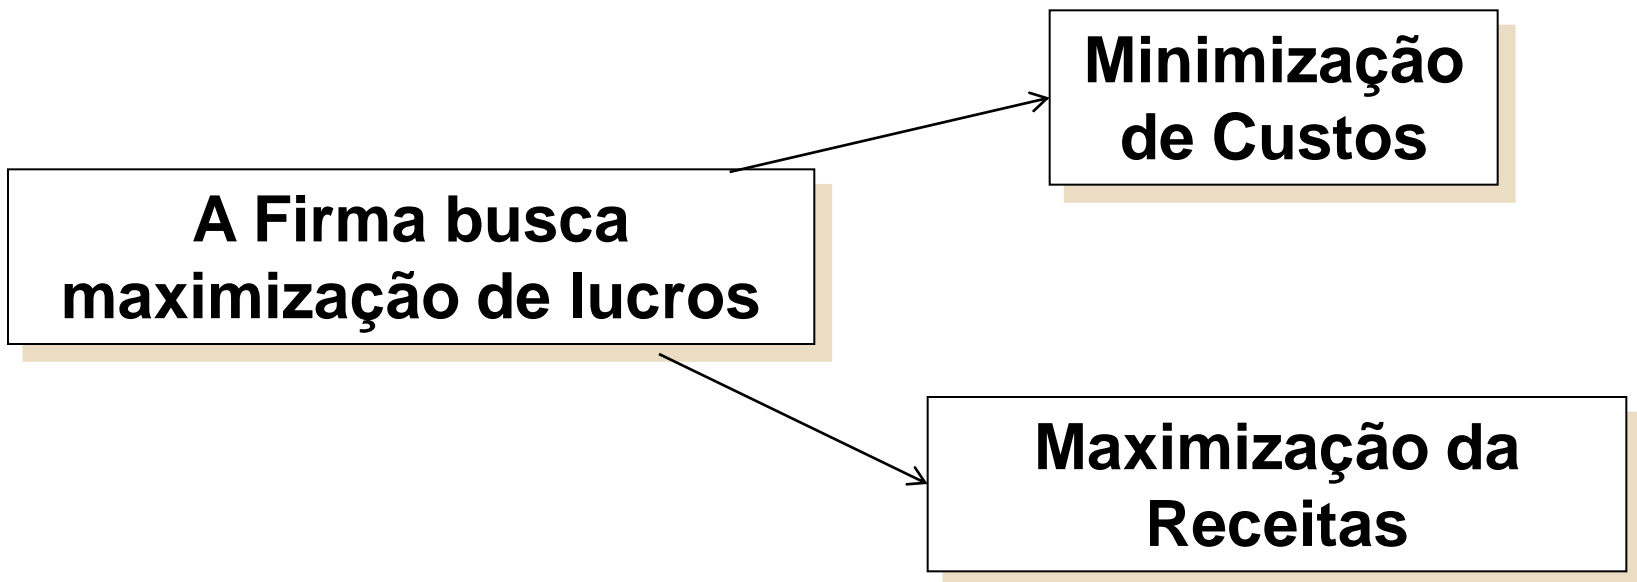 Minimização
de Custos
A Firma busca
maximização de lucros
Maximização da
Receitas